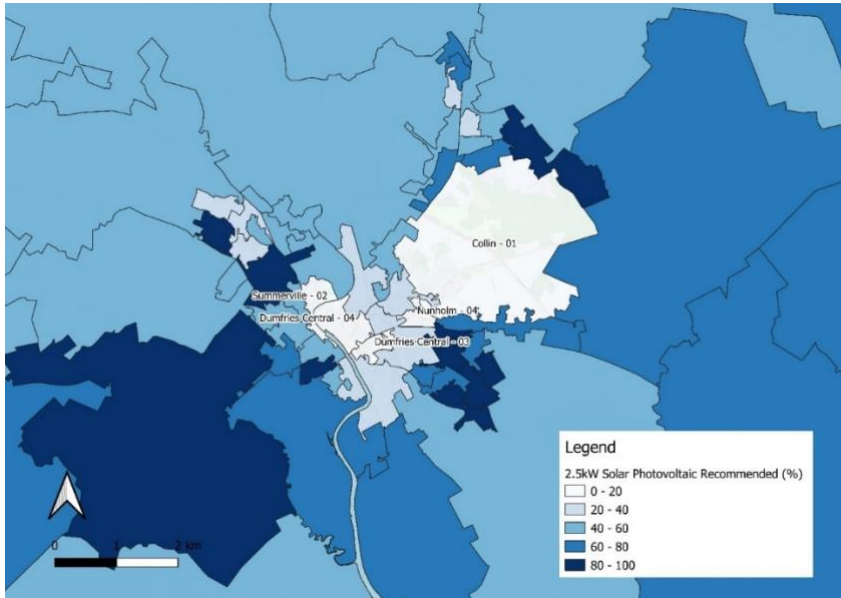 Collin - 01
Summerville - 02
Nunholm - 04
Dumfries Central - 04
Dumfries Central - 03
Legend
2.5kW Solar Photovoltaic Recommended (%)
0 - 20
20 - 40
40 - 60
60 - 80
80 - 100
0 1 2 km